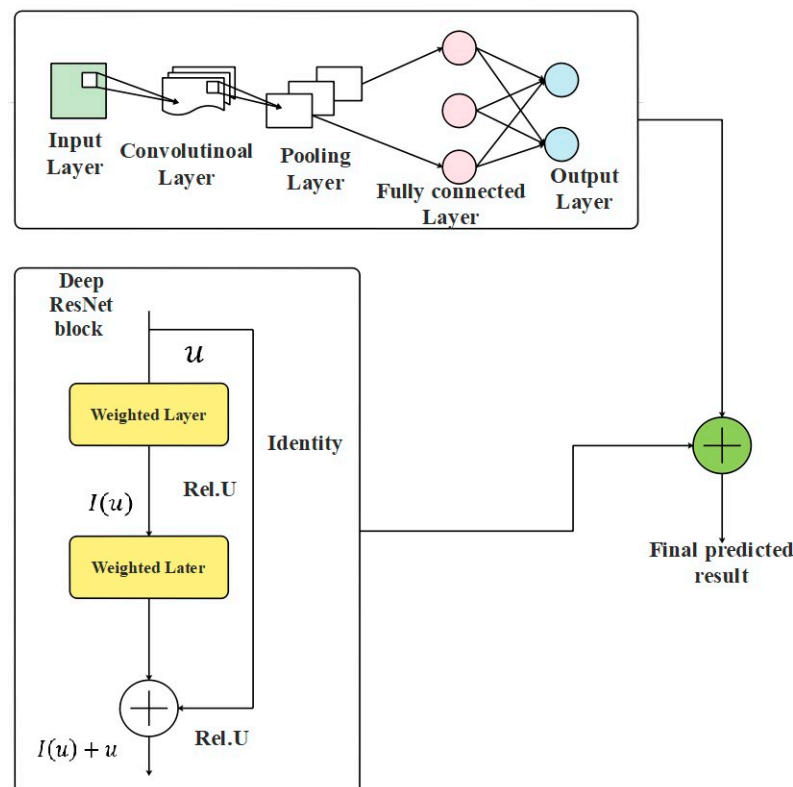 Input
Layer
Convolutinoal
Layer
Pooling
Layer
Fully connected
Layer
Output
Layer
Deep
ResNet
block
u
Weighted Layer
Identity
Rel.U
I(u)
Weighted Later
Rel.U
I(u) + u
Final predicted
result